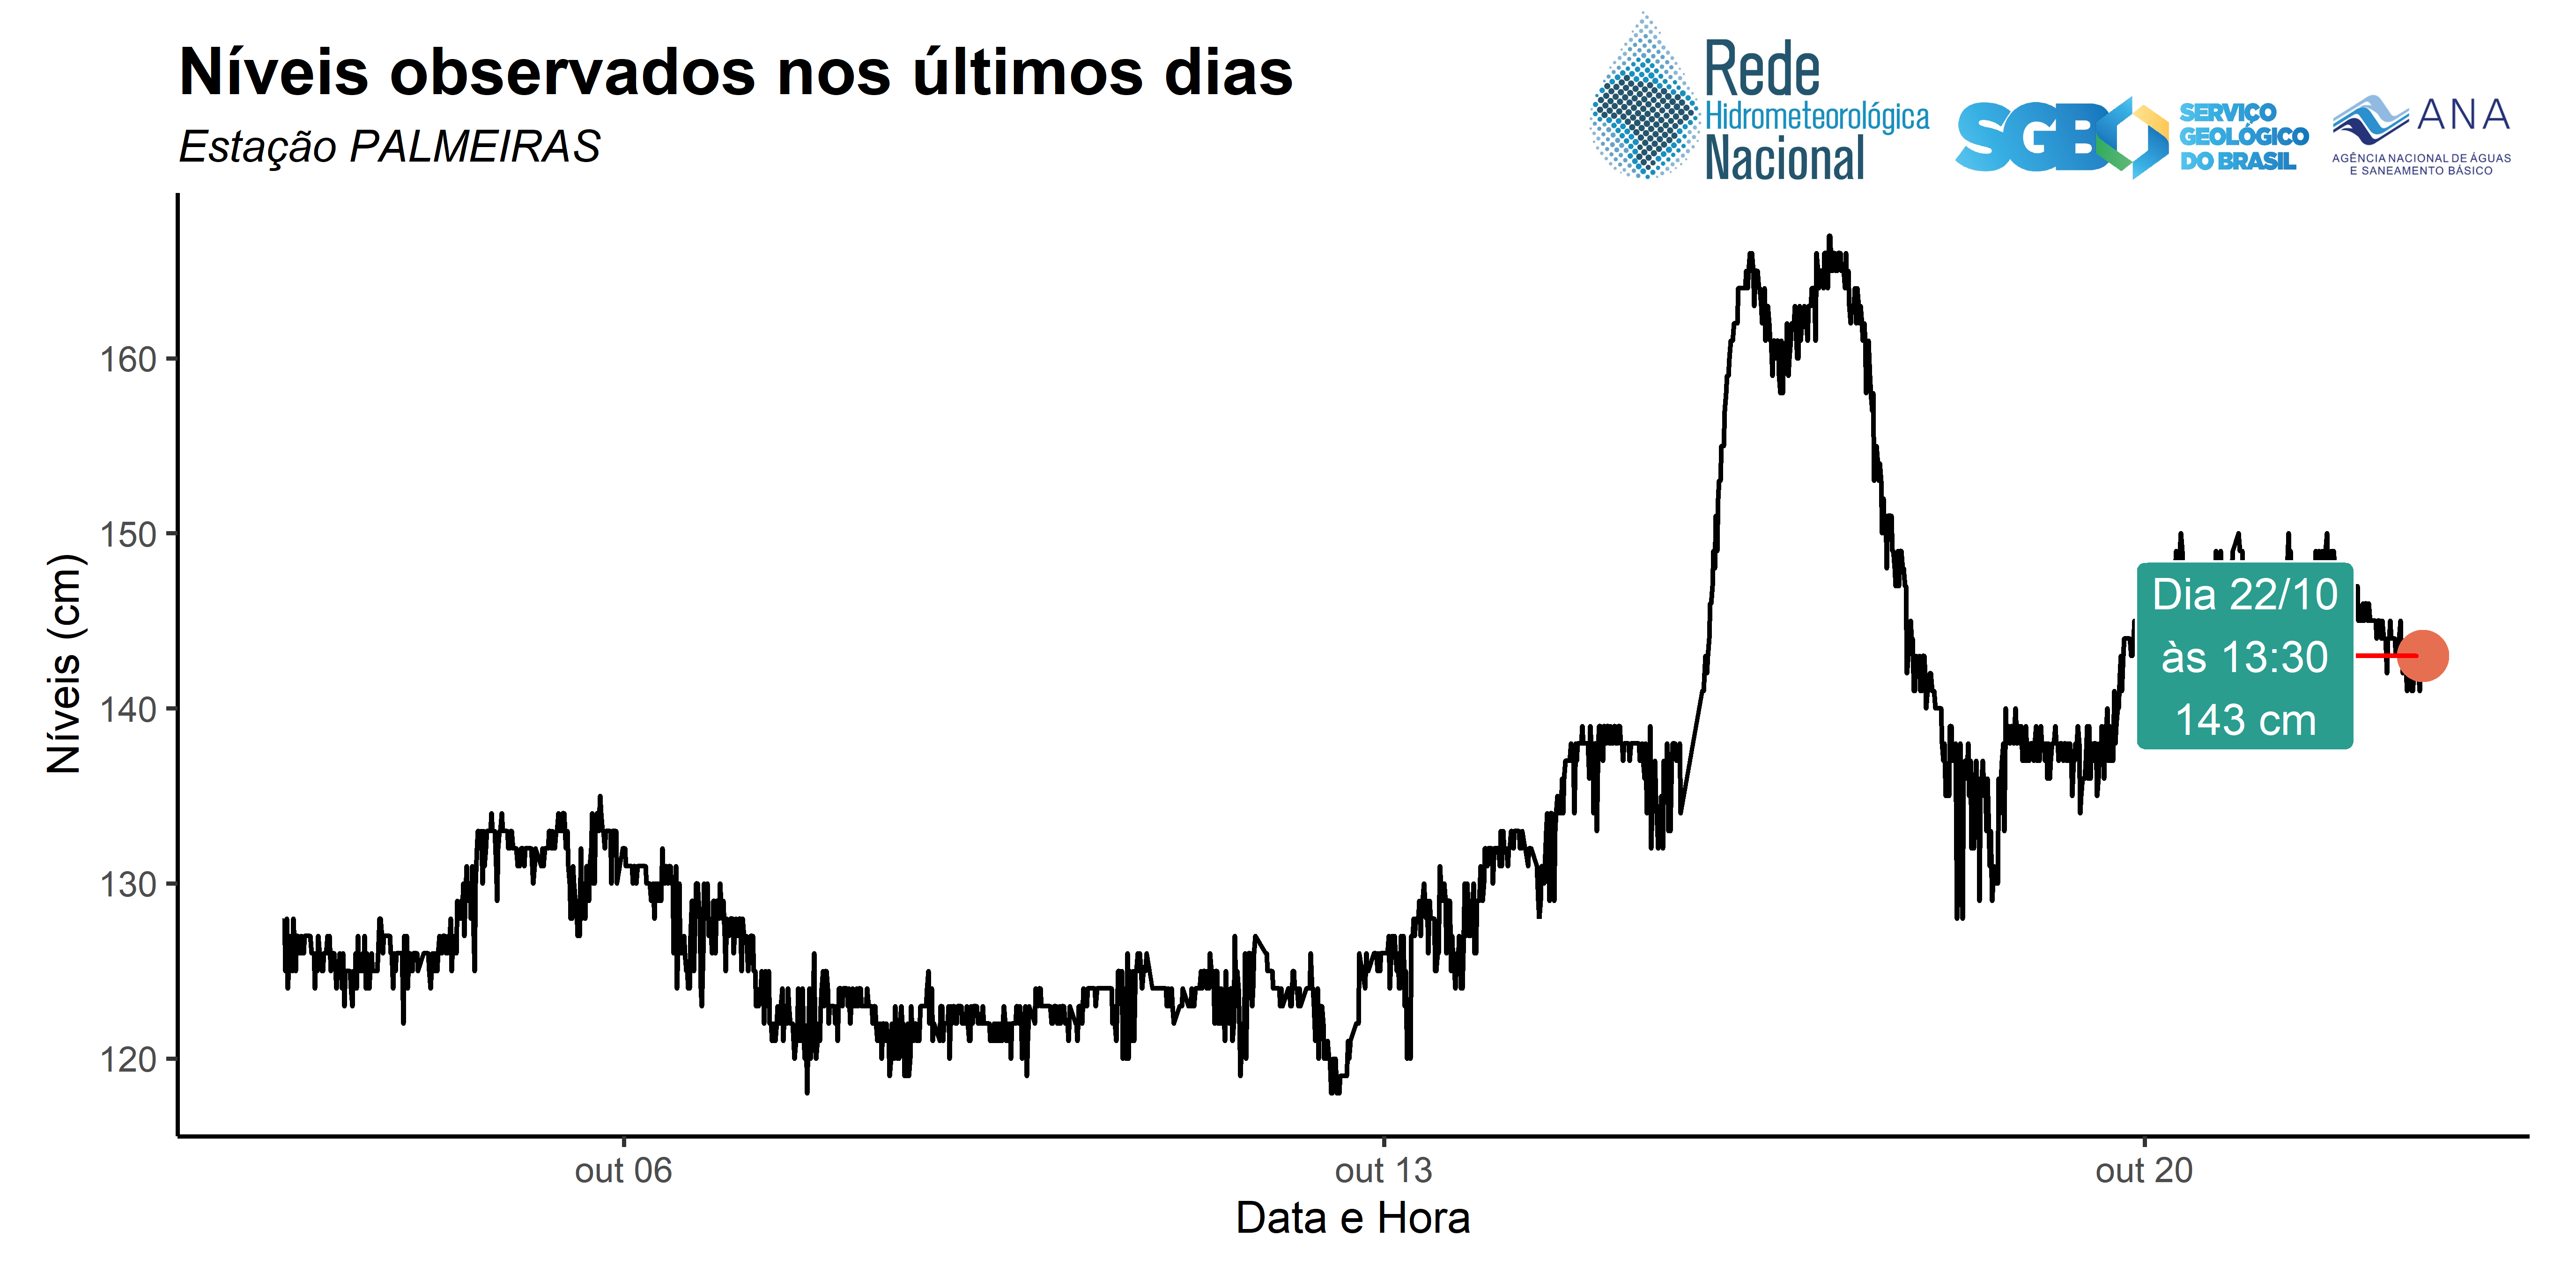 Níveis observados nos últimos dias
Estação PALMEIRAS
Rede
Hidrometeorológica
Nacional
SGB
SERVIÇO
GEOLÓGICO
DO BRASIL
ANA
AGÊNCIA NACIONAL DE ÁGUAS
E SANEAMENTO BÁSICO
Níveis (cm)
160
150
140
130
120
Dia 22/10
às 13:30
143 cm
out 06
out 13
out 20
Data e Hora